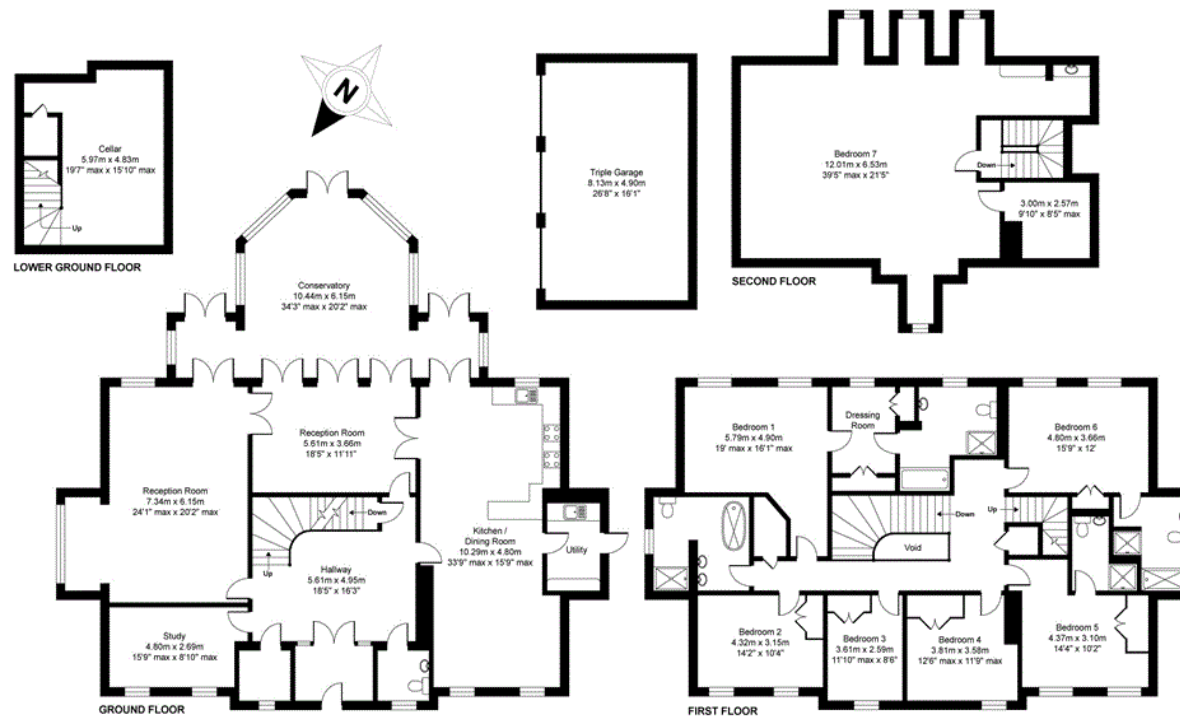 Cellar
5.97m x 4.83m
19'7" max x 15'10" max
Up
LOWER GROUND FLOOR
N
Triple Garage
8.13m x 4.90m
26'8" x 16'1"
Bedroom 7
12.01m x 6.53m
39'5" max x 21'5"
Down
3.00m x 2.57m
9'10" x 8'5" max
SECOND FLOOR
Conservatory
10.44m x 6.15m
34'3" max x 20'2" max
Reception Room
5.61m x 3.66m
18'5" x 11'11"
Reception Room
7.34m x 6.15m
24'1" max x 20'2" max
Down
Up
Kitchen /
Dining Room
10.29m x 4.80m
33'9" max x 15'9" max
Utility
Hallway
5.61m x 4.95m
18'5" x 16'3"
Study
4.80m x 2.69m
15'9" x 8'10" max
GROUND FLOOR
Bedroom 1
5.79m x 4.90m
19' max x 16'1" max
Dressing
Room
Bedroom 6
4.80m x 3.66m
15'9" x 12'
Down
Up
Void
Bedroom 2
4.32m x 3.15m
14'2" x 10'4"
Bedroom 3
3.61m x 2.59m
11'10" max x 8'6"
Bedroom 4
3.81m x 3.58m
12'6" max x 11'9" max
Bedroom 5
4.37m x 3.10m
14'4" x 10'2"
FIRST FLOOR